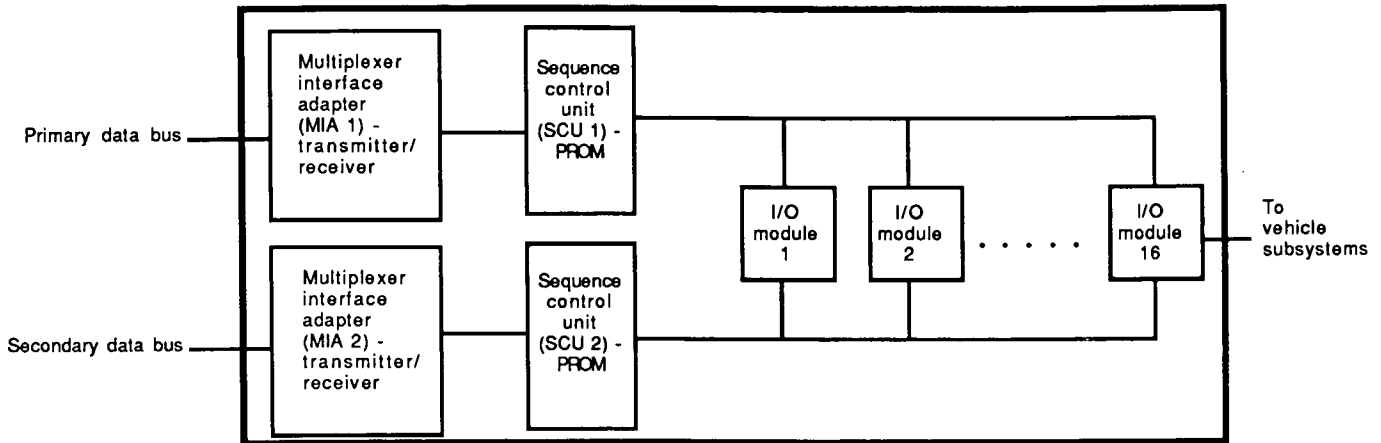 Primary data bus
Multiplexer
interface
adapter
(MIA 1) -
transmitter/
receiver
Sequence
control
unit
(SCU 1) -
PROM
I/O
module
1
I/O
module
2
. . . . .
I/O
module
16
To
vehicle
subsystems
Secondary data bus
Multiplexer
interface
adapter
(MIA 2) -
transmitter/
receiver
Sequence
control
unit
(SCU 2) -
PROM